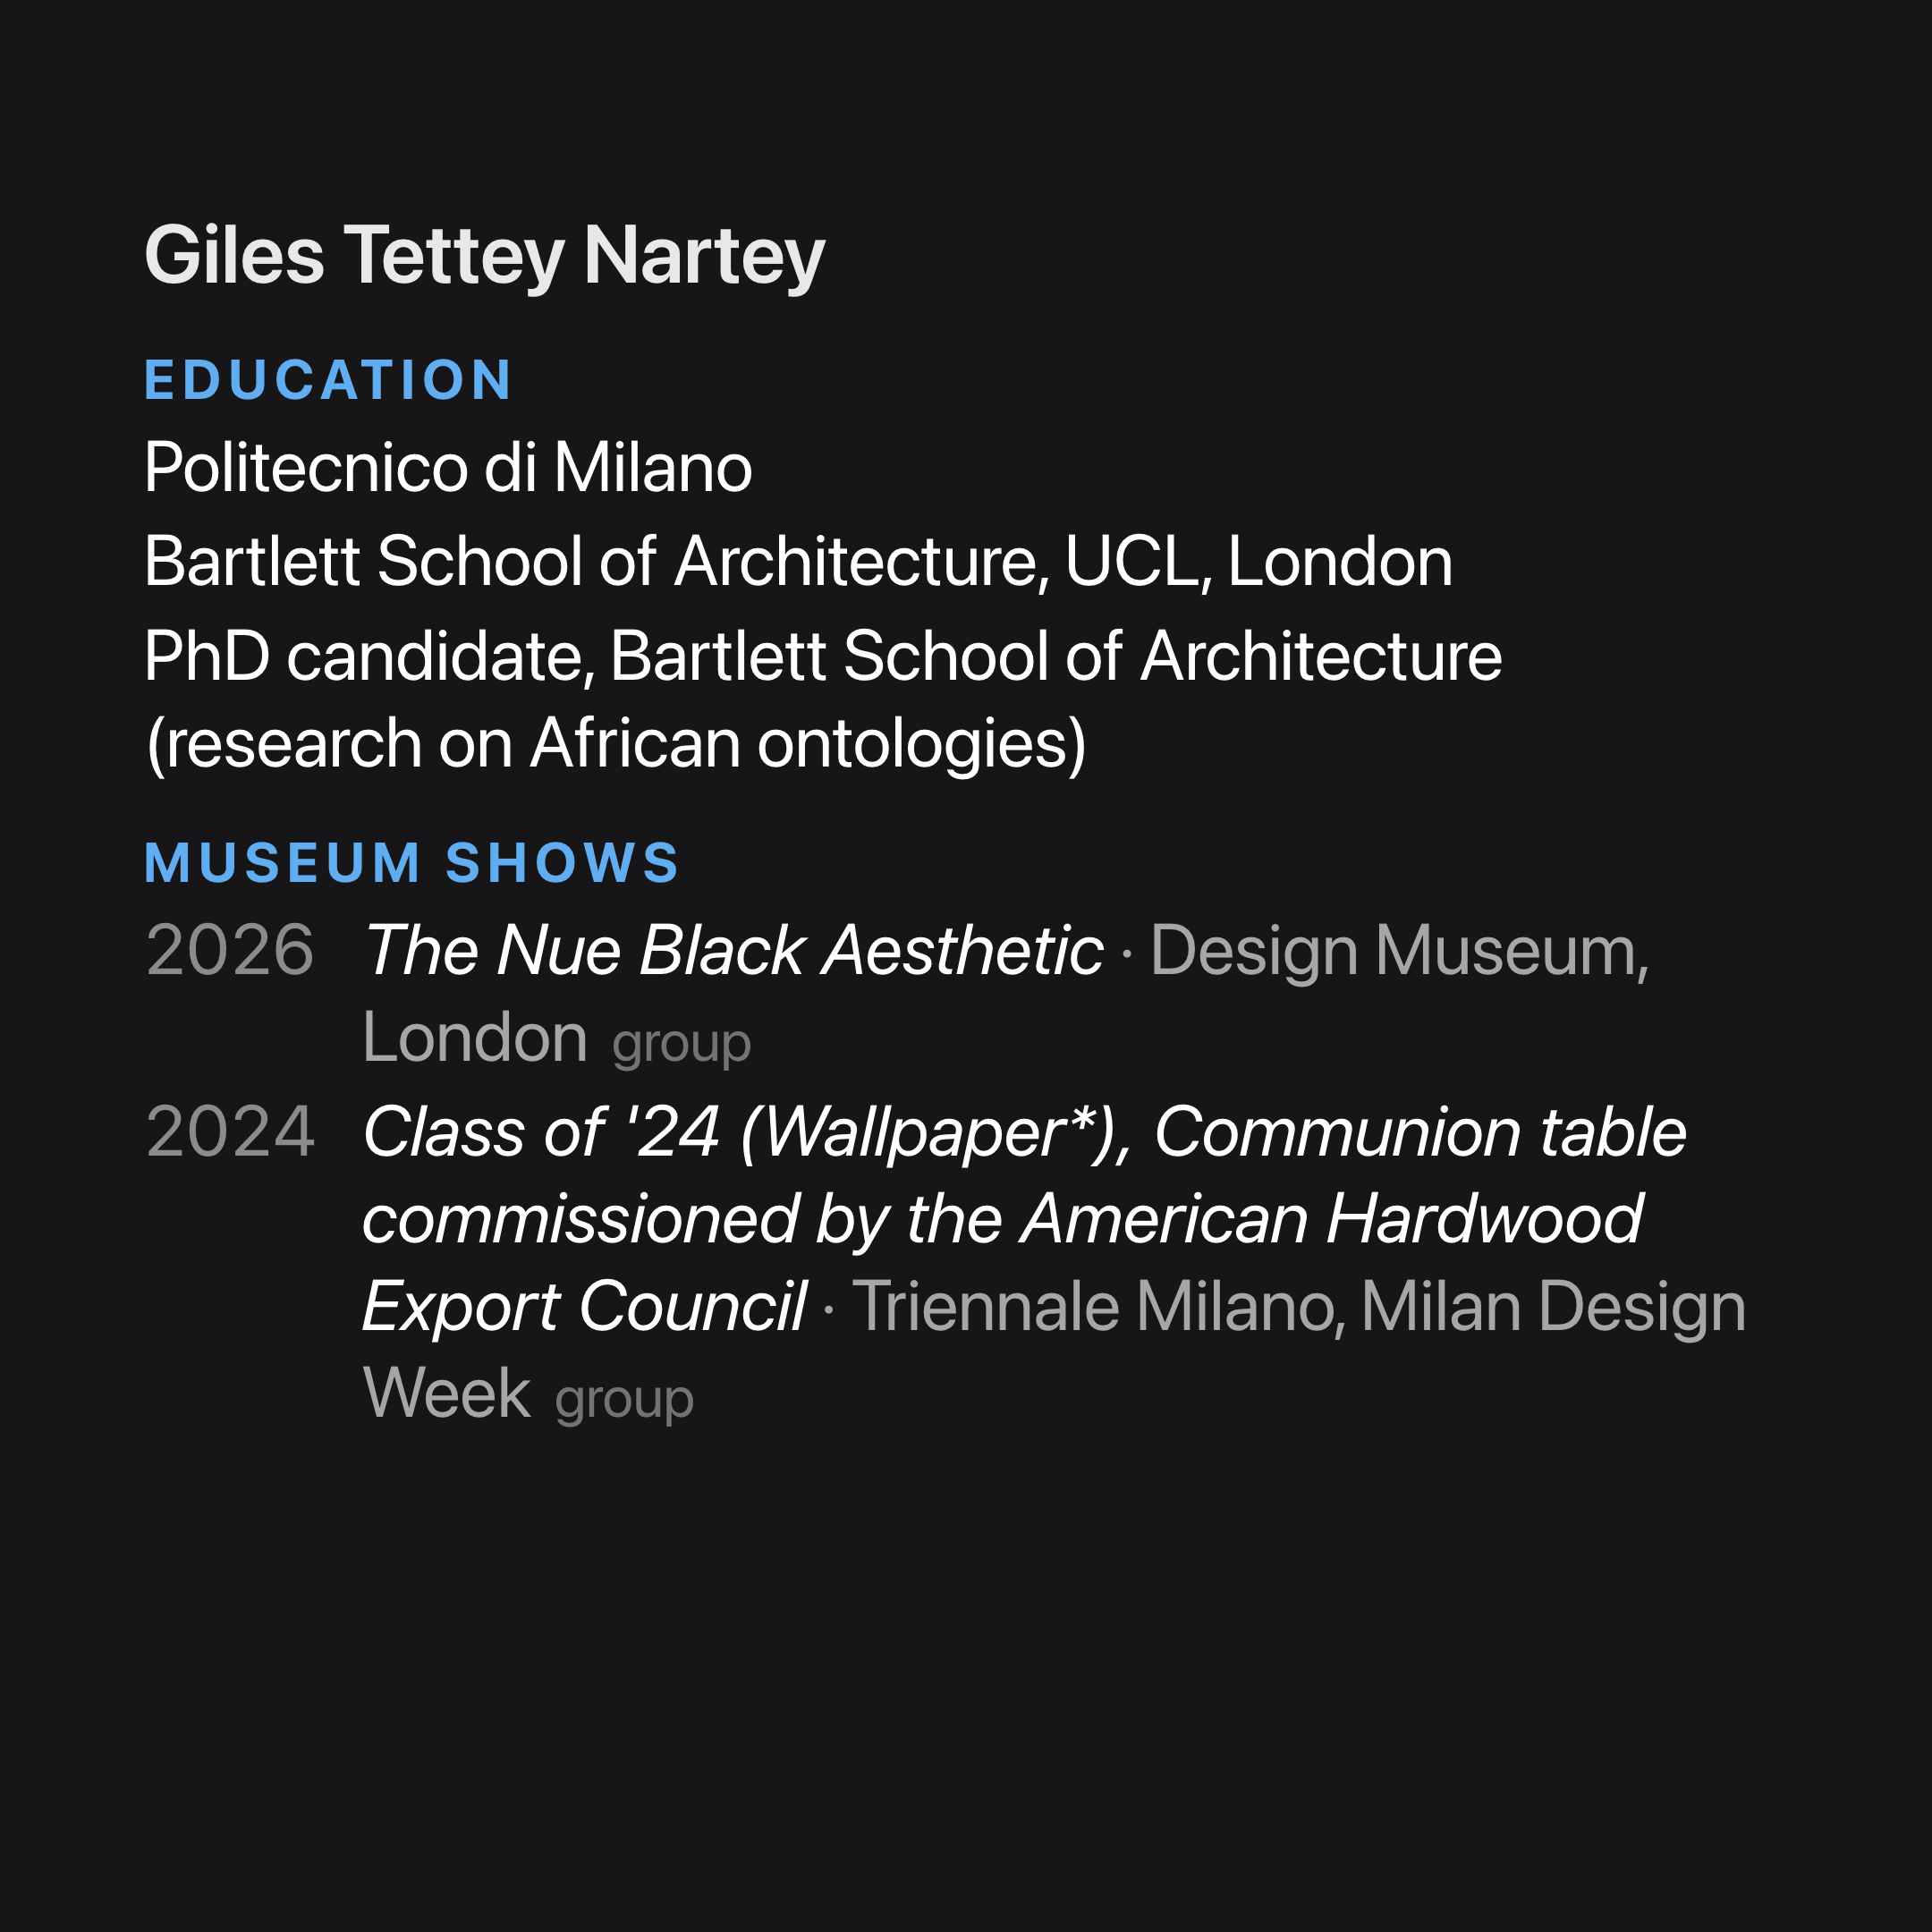 Giles Tettey Nartey
EDUCATION
Politecnico di Milano
Bartlett School of Architecture, UCL, London
PhD candidate, Bartlett School of Architecture
(research on African ontologies)
MUSEUM SHOWS
2026 The Nue Black Aesthetic · Design Museum,
London group
2024 Class of '24 (Wallpaper*), Communion table
commissioned by the American Hardwood
Export Council · Triennale Milano, Milan Design
Week group